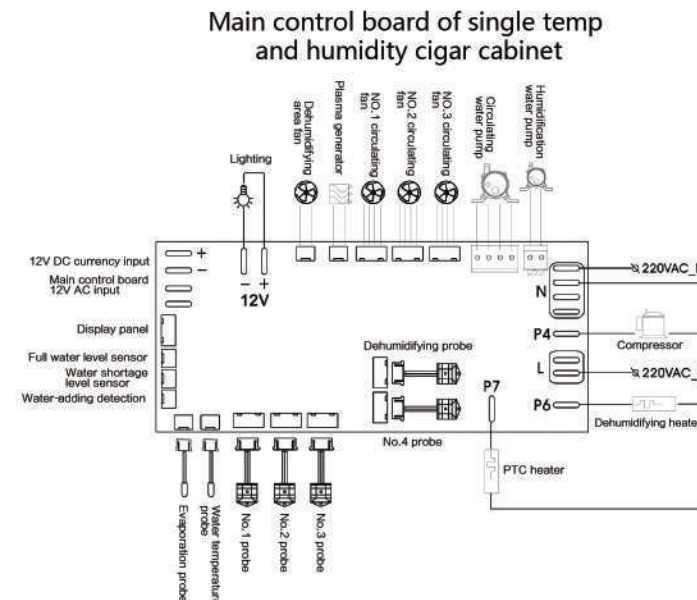 Main control board of single temp
and humidity cigar cabinet
Lighting
Dehumidifying
area fan
Plasma generator
NO.1 circulating
fan
NO.2 circulating
fan
NO.3 circulating
fan
Circulating
water pump
Humidification
water pump
12V DC currency input
+
−
Main control board
12V AC input
− +
12V
N
220VAC_
P4
Compressor
L
220VAC_
P6
Dehumidifying heate
Display panel
Full water level sensor
Water shortage
level sensor
Water-adding detection
Dehumidifying probe
No.4 probe
P7
PTC heater
Evaporation probe
Water temperature
probe
No.1 probe
No.2 probe
No.3 probe